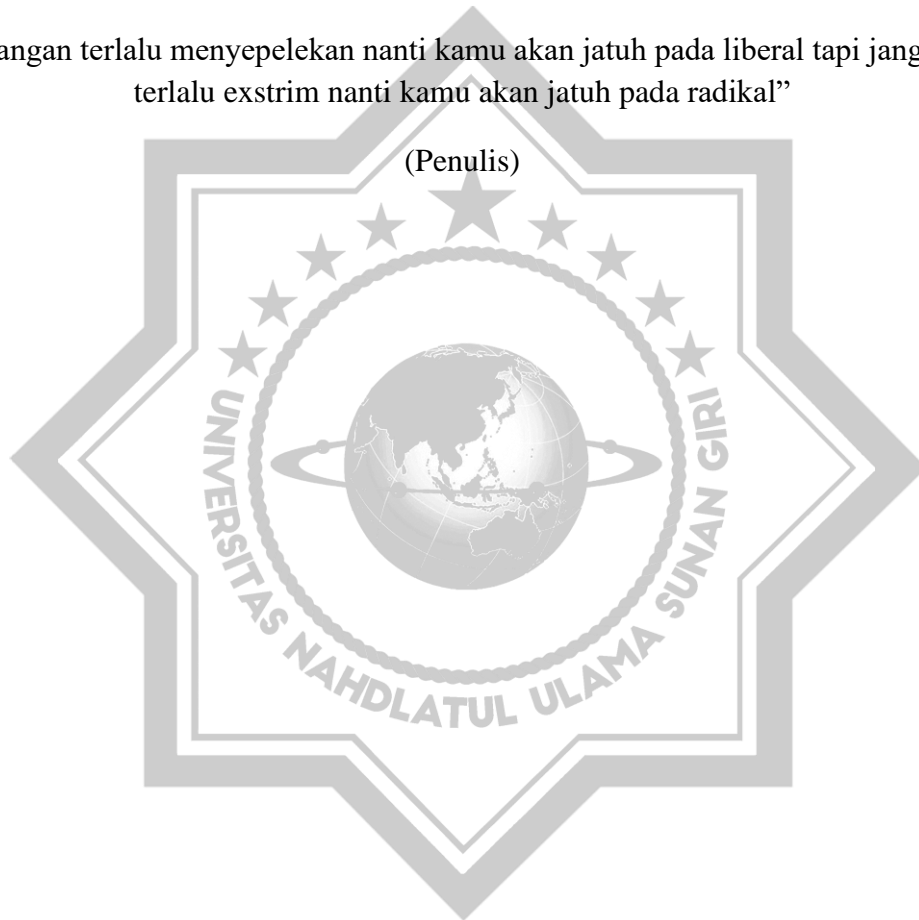 angan terlalu menyepelekan nanti kamu akan jatuh pada liberal tapi jang
terlalu exstrim nanti kamu akan jatuh pada radikal”
(Penulis)
UNIVERSITAS NAHDLATUL ULAMA SUNAN GIRI